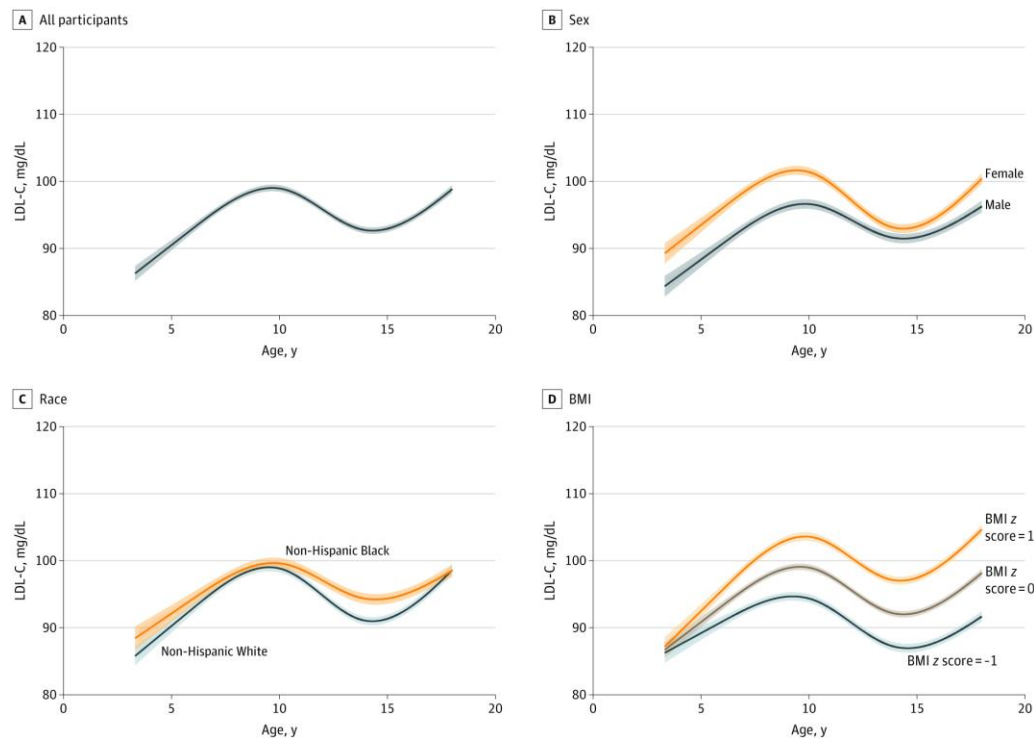 A All participants
120
110
100
90
80
LDL-C, mg/dL
0 5 10 15 20
Age, y
B Sex
120
110
100
90
80
LDL-C, mg/dL
Female
Male
0 5 10 15 20
Age, y
C Race
120
110
100
90
80
LDL-C, mg/dL
Non-Hispanic Black
Non-Hispanic White
0 5 10 15 20
Age, y
D BMI
120
110
100
90
80
LDL-C, mg/dL
BMI z
score = 1
BMI z
score = 0
BMI z score = -1
0 5 10 15 20
Age, y